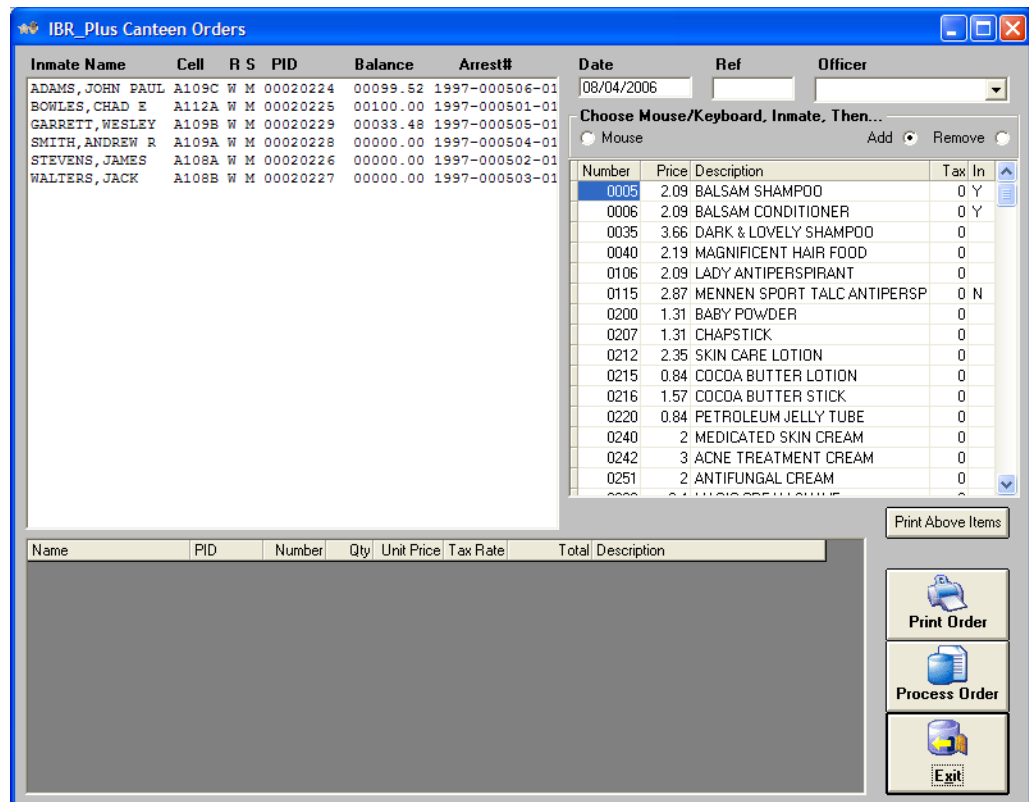 IBR_Plus Canteen Orders
Inmate Name Cell R S PID Balance Arrest#
ADAMS,JOHN PAUL A109C W M 00020224 00099.52 1997-000506-01
BOWLES,CHAD E A112A W M 00020225 00100.00 1997-000501-01
GARRETT,WESLEY A109B W M 00020229 00033.48 1997-000505-01
SMITH,ANDREW R A109A W M 00020228 00000.00 1997-000504-01
STEVENS,JAMES A108A W M 00020226 00000.00 1997-000502-01
WALTERS,JACK A108B W M 00020227 00000.00 1997-000503-01
Date Ref Officer
08/04/2006
Choose Mouse/Keyboard, Inmate, Then...
Mouse Add Remove
Number Price Description Tax In
0005 2.09 BALSAM SHAMPOO 0 Y
0006 2.09 BALSAM CONDITIONER 0 Y
0035 3.66 DARK & LOVELY SHAMPOO 0
0040 2.19 MAGNIFICENT HAIR FOOD 0
0106 2.09 LADY ANTIPERSPIRANT 0
0115 2.87 MENNEN SPORT TALC ANTIPERSP 0 N
0200 1.31 BABY POWDER 0
0207 1.31 CHAPSTICK 0
0212 2.35 SKIN CARE LOTION 0
0215 0.84 COCOA BUTTER LOTION 0
0216 1.57 COCOA BUTTER STICK 0
0220 0.84 PETROLEUM JELLY TUBE 0
0240 2 MEDICATED SKIN CREAM 0
0242 3 ACNE TREATMENT CREAM 0
0251 2 ANTIFUNGAL CREAM 0
Print Above Items
Name PID Number Qty Unit Price Tax Rate Total Description
Print Order
Process Order
Exit